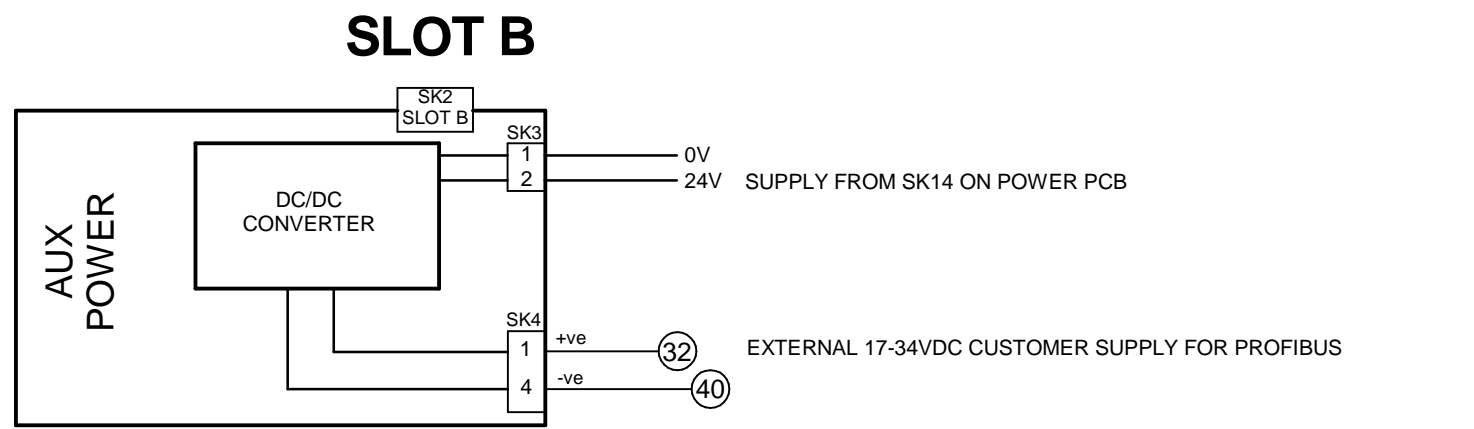 SLOT B
SK2
SLOT B
SK3
1
0V
2
24V
SUPPLY FROM SK14 ON POWER PCB
DC/DC
CONVERTER
AUX
POWER
SK4
1
+ve
32
EXTERNAL 17-34VDC CUSTOMER SUPPLY FOR PROFIBUS
4
-ve
40